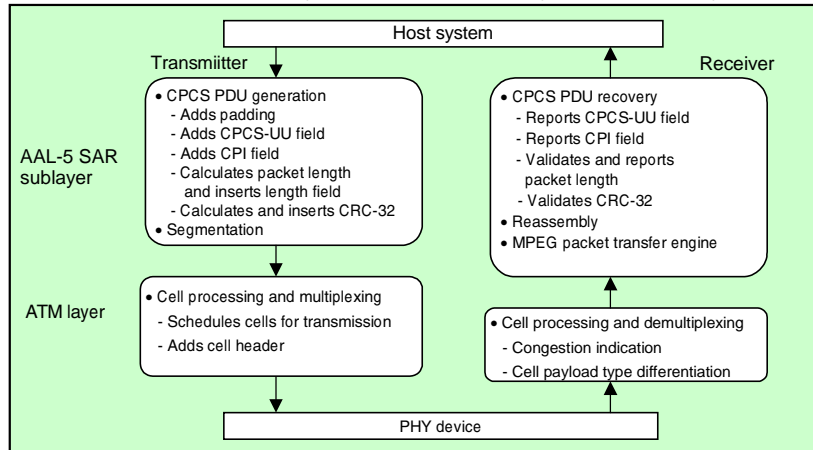 Host system
Transmiitter
Receiver
AAL-5 SAR
sublayer
• CPCS PDU generation
- Adds padding
- Adds CPCS-UU field
- Adds CPI field
- Calculates packet length
and inserts length field
- Calculates and inserts CRC-32
• Segmentation
• CPCS PDU recovery
- Reports CPCS-UU field
- Reports CPI field
- Validates and reports
packet length
- Validates CRC-32
• Reassembly
• MPEG packet transfer engine
ATM layer
• Cell processing and multiplexing
- Schedules cells for transmission
- Adds cell header
• Cell processing and demultiplexing
- Congestion indication
- Cell payload type differentiation
PHY device